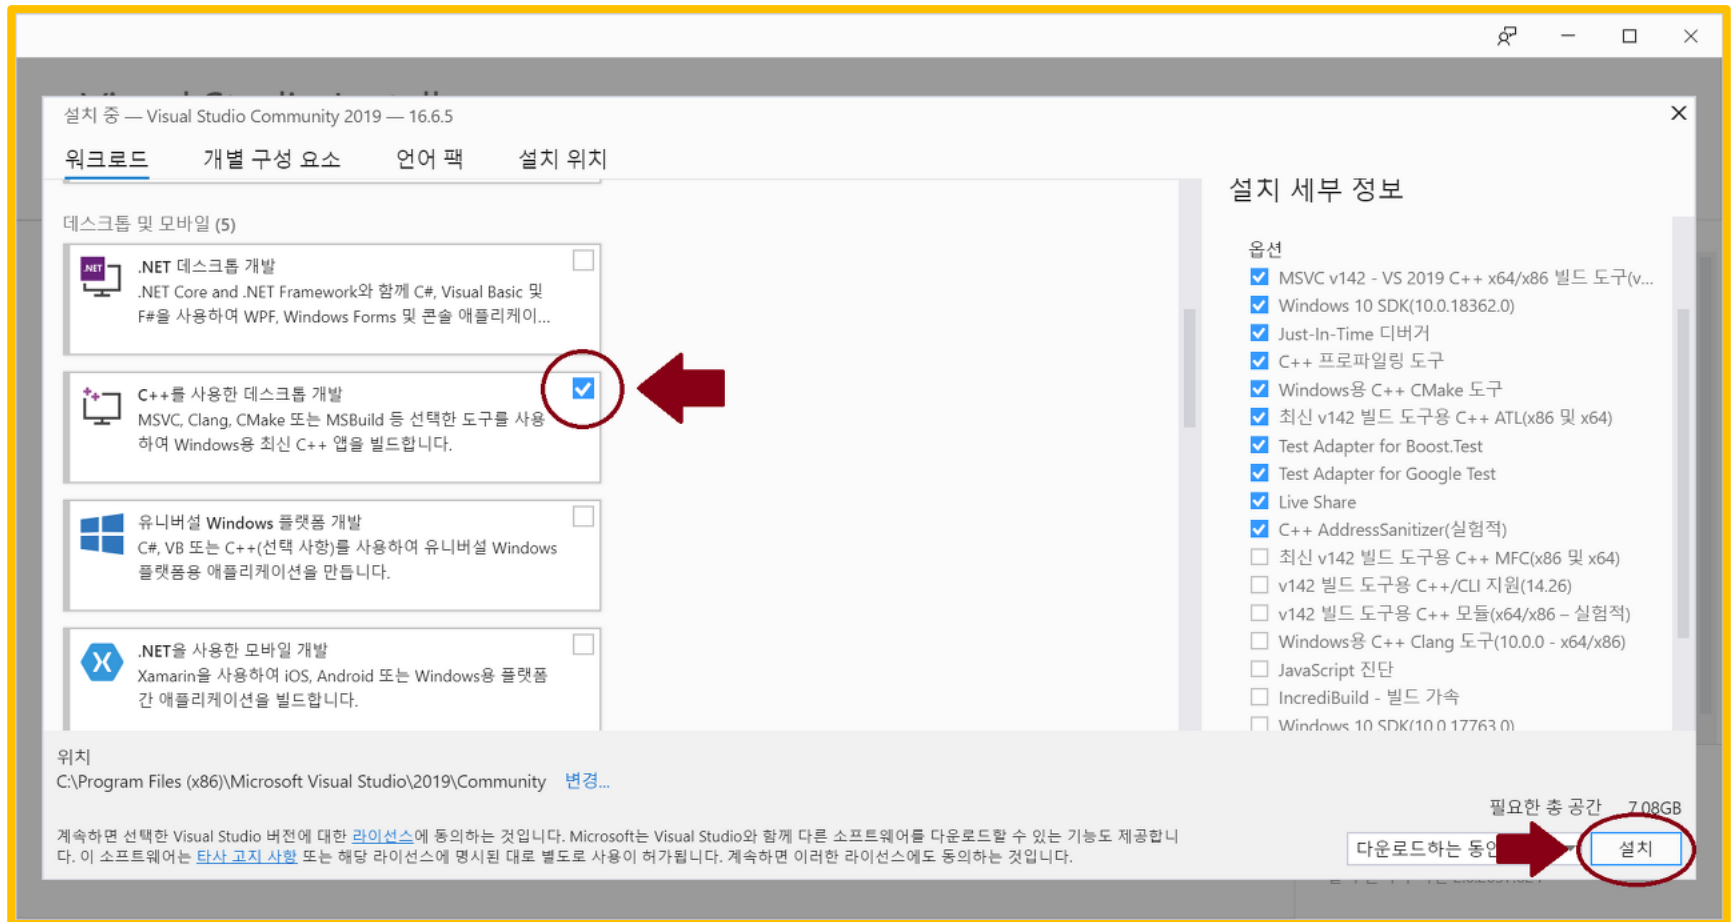 설치 중 — Visual Studio Community 2019 — 16.6.5
워크로드 개별 구성 요소 언어 팩 설치 위치
데스크톱 및 모바일 (5)
.NET
.NET 데스크톱 개발
.NET Core and .NET Framework와 함께 C#, Visual Basic 및
F#을 사용하여 WPF, Windows Forms 및 콘솔 애플리케이...
C++를 사용한 데스크톱 개발
MSVC, Clang, CMake 또는 MSBuild 등 선택한 도구를 사용
하여 Windows용 최신 C++ 앱을 빌드합니다.
유니버설 Windows 플랫폼 개발
C#, VB 또는 C++(선택 사항)를 사용하여 유니버설 Windows
플랫폼용 애플리케이션을 만듭니다.
.NET을 사용한 모바일 개발
Xamarin을 사용하여 iOS, Android 또는 Windows용 플랫폼
간 애플리케이션을 빌드합니다.
설치 세부 정보
옵션
MSVC v142 - VS 2019 C++ x64/x86 빌드 도구(v...
Windows 10 SDK(10.0.18362.0)
Just-In-Time 디버거
C++ 프로파일링 도구
Windows용 C++ CMake 도구
최신 v142 빌드 도구용 C++ ATL(x86 및 x64)
Test Adapter for Boost.Test
Test Adapter for Google Test
Live Share
C++ AddressSanitizer(실험적)
최신 v142 빌드 도구용 C++ MFC(x86 및 x64)
v142 빌드 도구용 C++/CLI 지원(14.26)
v142 빌드 도구용 C++ 모듈(x64/x86 – 실험적)
Windows용 C++ Clang 도구(10.0.0 - x64/x86)
JavaScript 진단
IncrediBuild - 빌드 가속
Windows 10 SDK(10.0.17763.0)
위치
C:\Program Files (x86)\Microsoft Visual Studio\2019\Community 변경...
필요한 총 공간 7.08GB
계속하면 선택한 Visual Studio 버전에 대한 라이선스에 동의하는 것입니다. Microsoft는 Visual Studio와 함께 다른 소프트웨어를 다운로드할 수 있는 기능도 제공합니
다. 이 소프트웨어는 타사 고지 사항 또는 해당 라이선스에 명시된 대로 별도로 사용이 허가됩니다. 계속하면 이러한 라이선스에도 동의하는 것입니다.
다운로드하는 설치